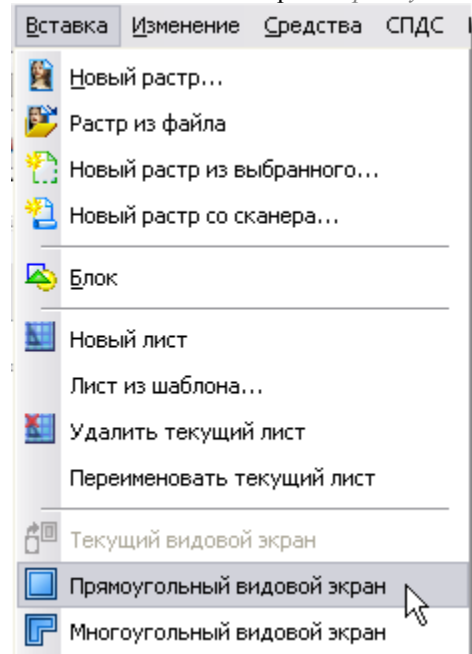 Вставка Изменение Средства СПДС
Новый растр...
Растр из файла
Новый растр из выбранного...
Новый растр со сканера...
Блок
Новый лист
Лист из шаблона...
Удалить текущий лист
Переименовать текущий лист
Текущий видовой экран
Прямоугольный видовой экран
Многоугольный видовой экран